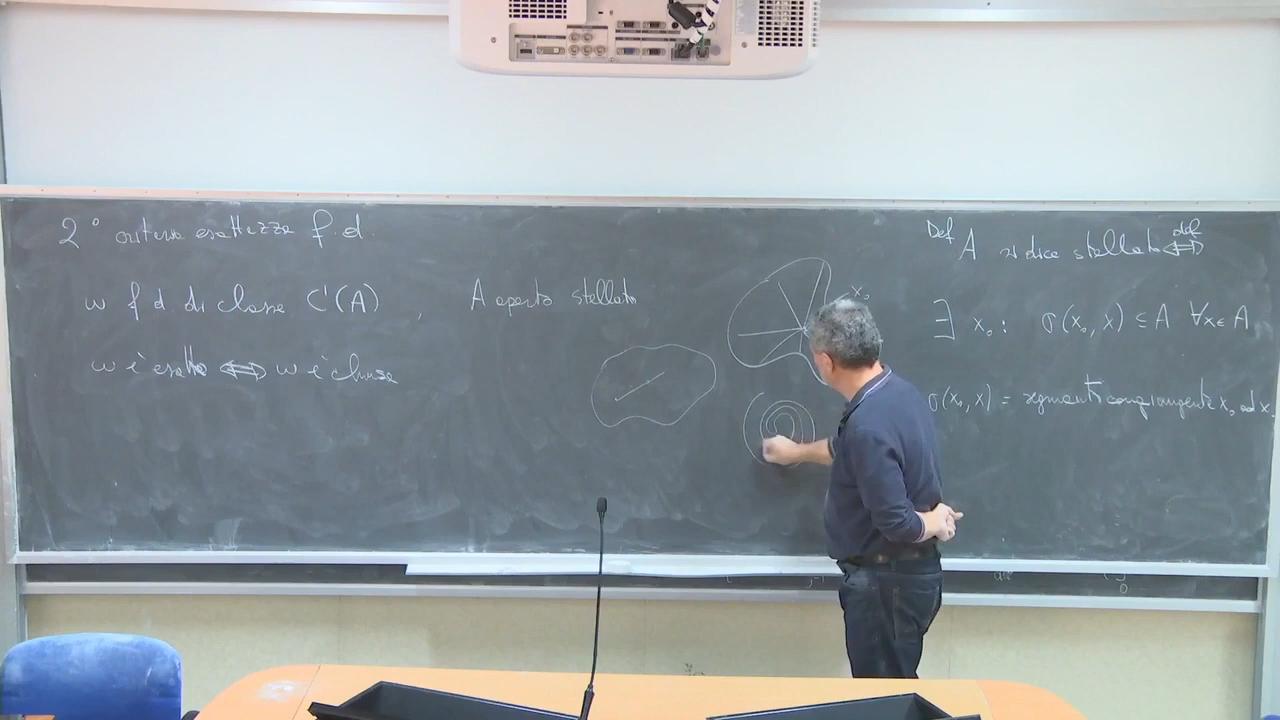 2° criterio esattezza f.d.
ω f.d. di classe C¹(A), A aperto stellato
ω è esatta ⟺ ω è chiusa
x₀
Def A si dice stellato ⟺ def
∃ x₀ : σ(x₀, x) ⊆ A ∀x ∈ A
σ(x₀, x) = segmento congiungente x₀ ad x.